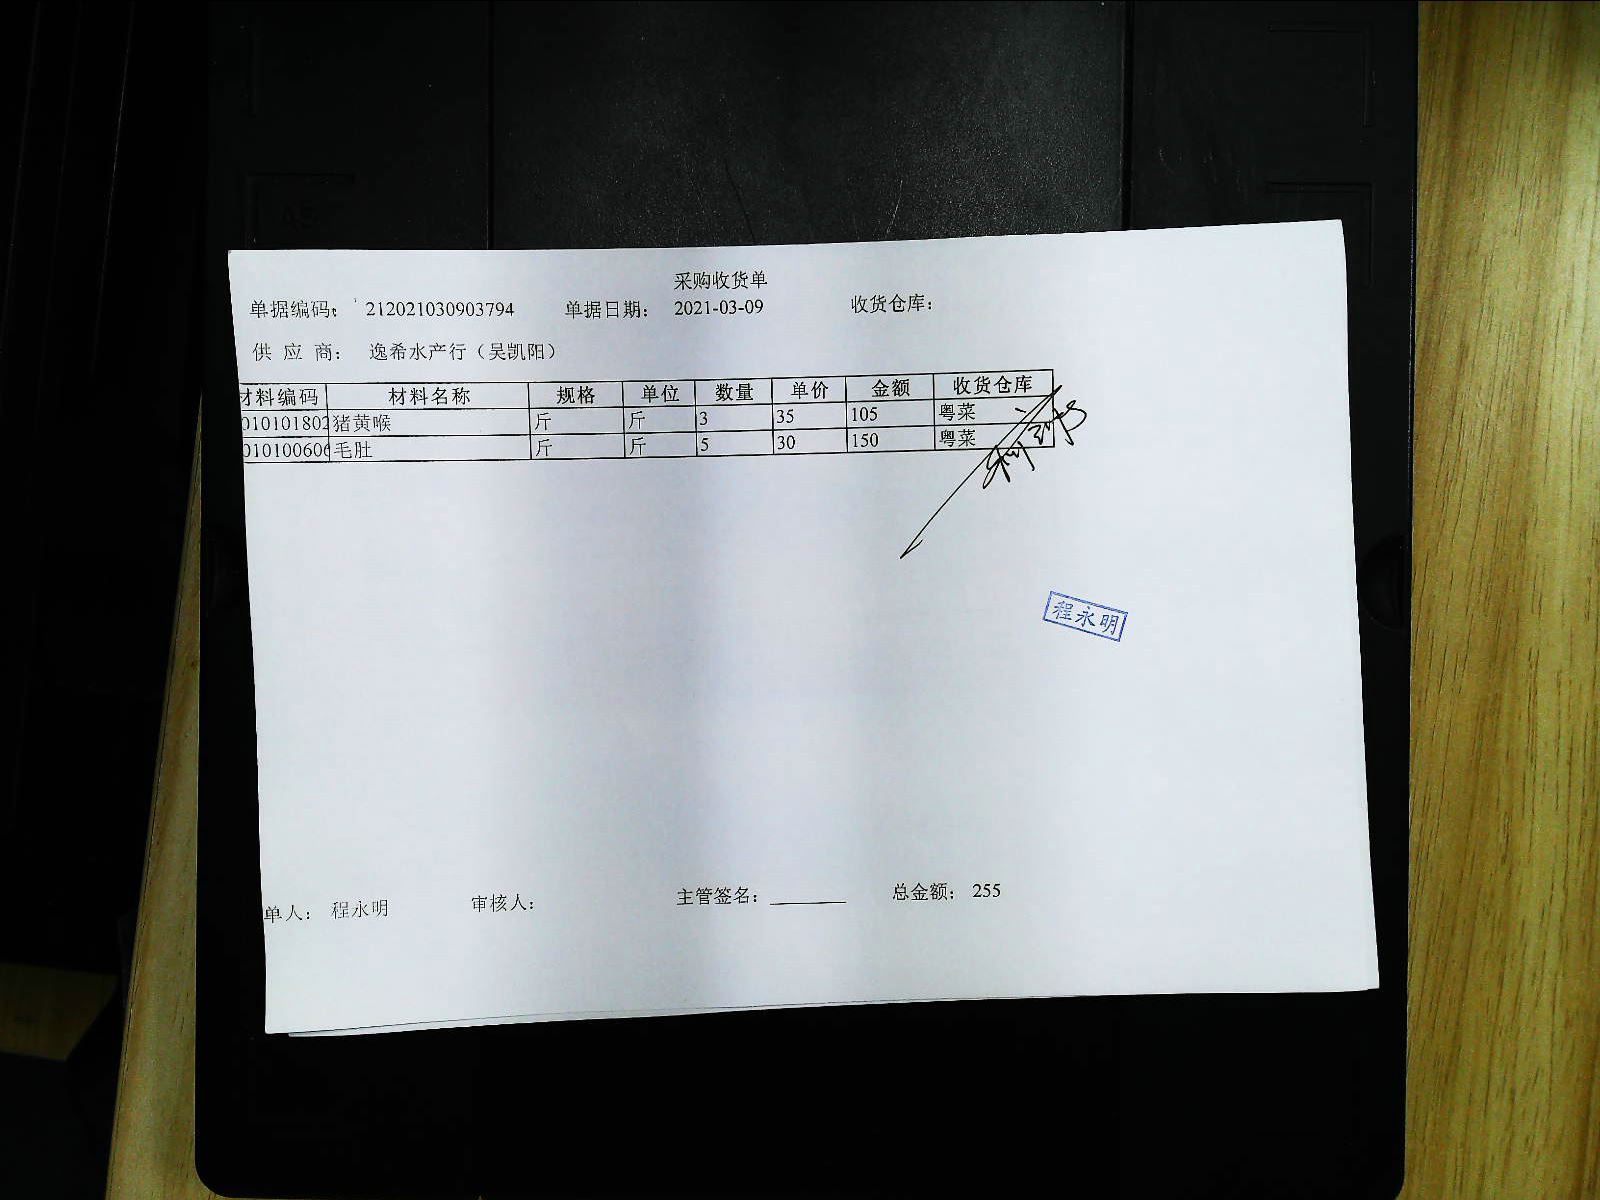 采购收货单
单据编码： 212021030903794 单据日期： 2021-03-09 收货仓库：
供 应 商： 逸希水产行（吴凯阳）
材料编码 材料名称 规格 单位 数量 单价 金额 收货仓库
010101802 猪黄喉 斤 斤 3 35 105 粤菜
010100606 毛肚 斤 斤 5 30 150 粤菜
程永明
单人： 程永明 审核人： 主管签名： 总金额： 255